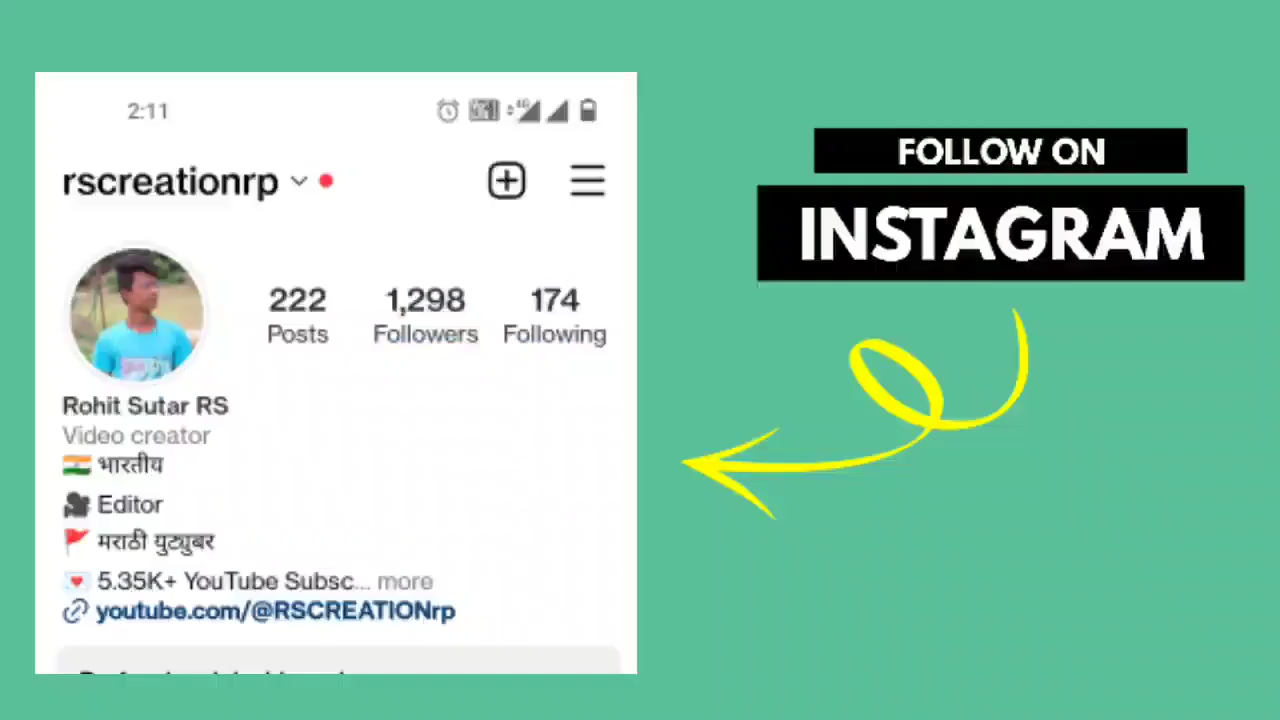 2:11
4G
rscreationrp
222 1,298 174
Posts Followers Following
Rohit Sutar RS
Video creator
भारतीय
Editor
मराठी युट्युबर
5.35K+ YouTube Subsc... more
youtube.com/@RSCREATIONrp
FOLLOW ON
INSTAGRAM